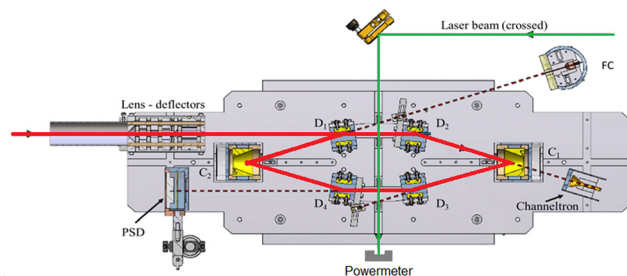 Laser beam (crossed)
FC
Lens - deflectors
D1
D2
C2
C1
D4
D3
Channeltron
PSD
Powermeter